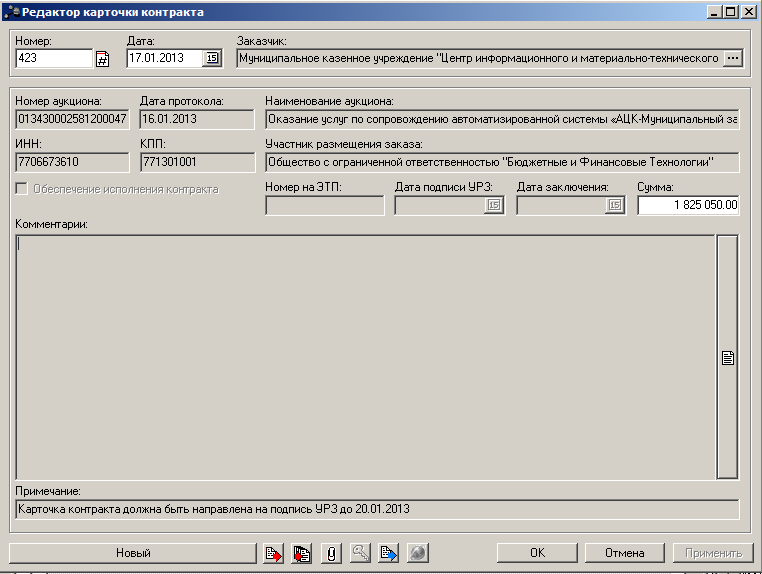 Редактор карточки контракта
Номер: Дата: Заказчик:
423 17.01.2013 15 Муниципальное казенное учреждение "Центр информационного и материально-технического ...
Номер аукциона: Дата протокола: Наименование аукциона:
013430002581200047 16.01.2013 Оказание услуг по сопровождению автоматизированной системы «АЦК-Муниципальный за
ИНН: КПП: Участник размещения заказа:
7706673610 771301001 Общество с ограниченной ответственностью "Бюджетные и Финансовые Технологии"
Обеспечение исполнения контракта Номер на ЭТП: Дата подписи УРЗ: Дата заключения: Сумма:
15 15 1 825 050.00
Комментарии:
Примечание:
Карточка контракта должна быть направлена на подпись УРЗ до 20.01.2013
Новый OK Отмена Применить